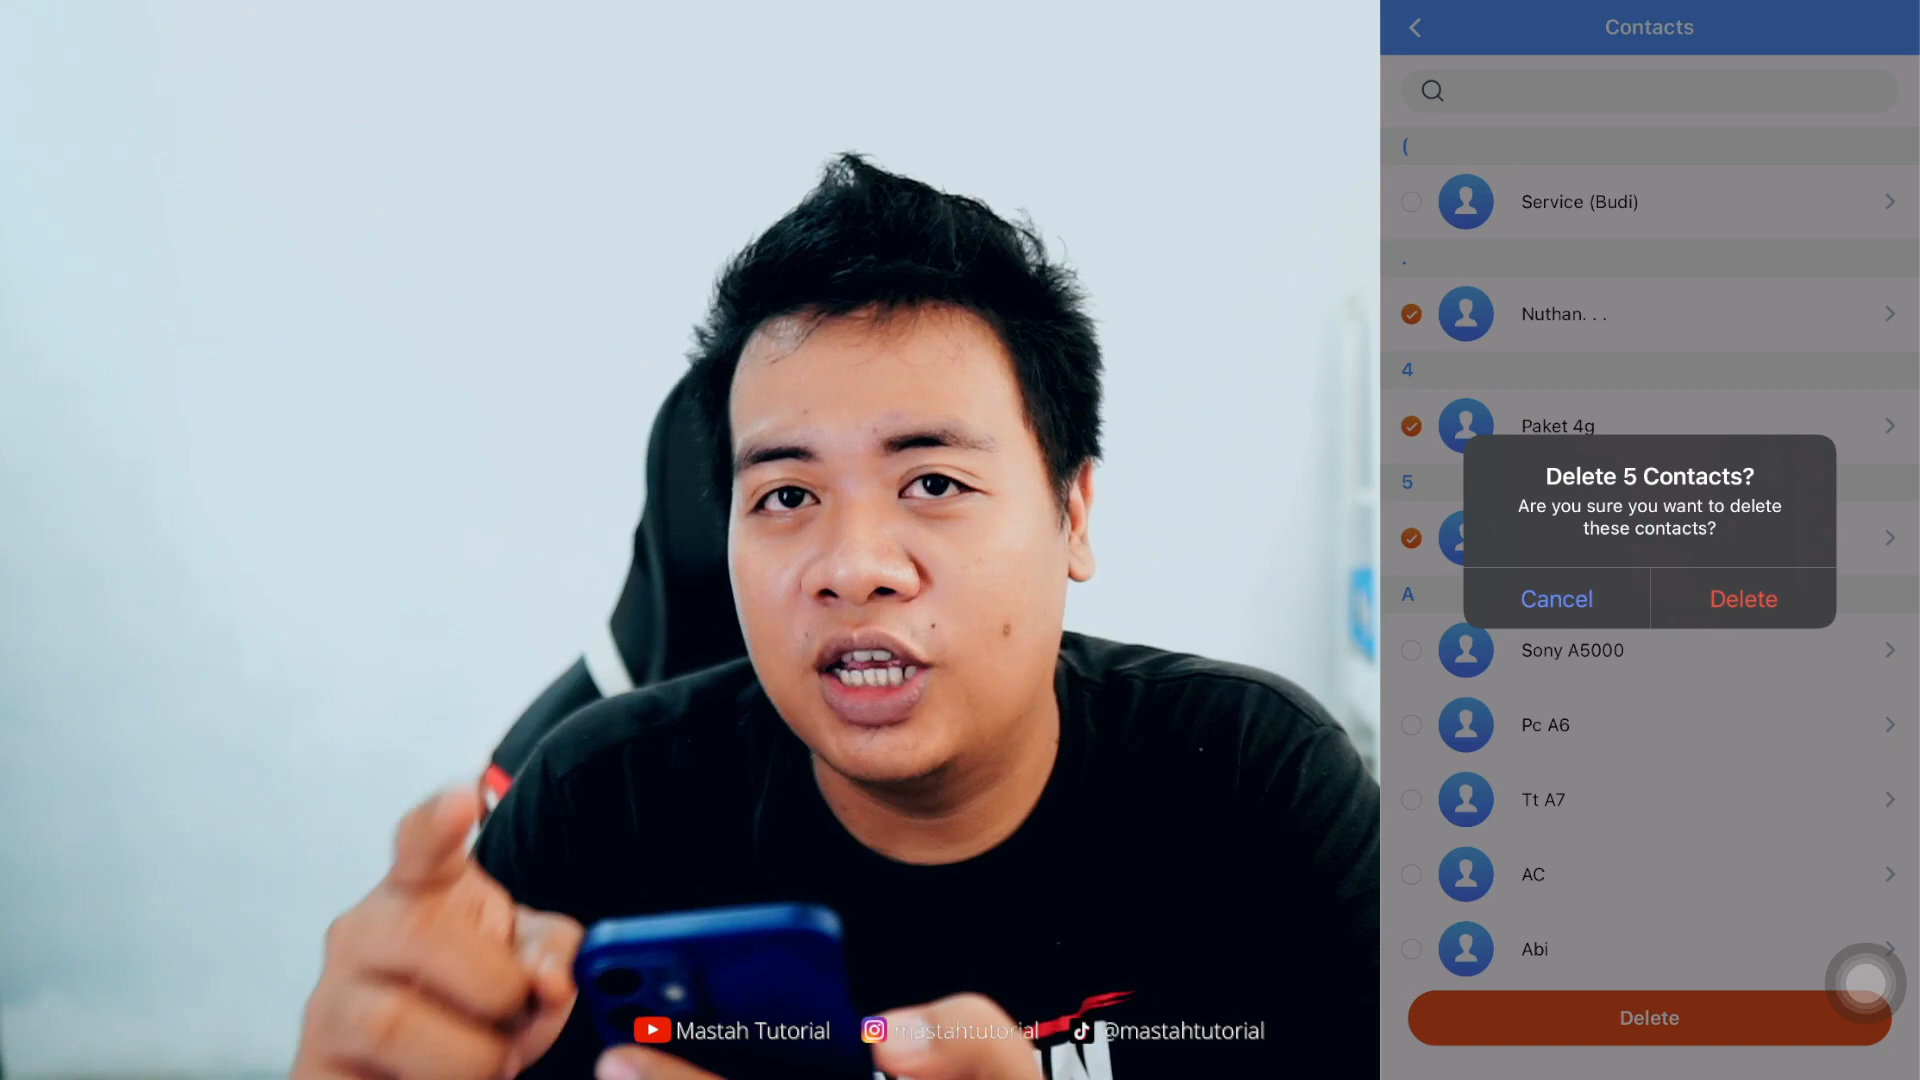 Contacts
(
Service (Budi)
.
Nuthan. . .
4
Paket 4g
5
Delete 5 Contacts?
Are you sure you want to delete
these contacts?
Cancel
Delete
A
Sony A5000
Pc A6
Tt A7
AC
Abi
Delete
Mastah Tutorial
mastahtutorial
@mastahtutorial